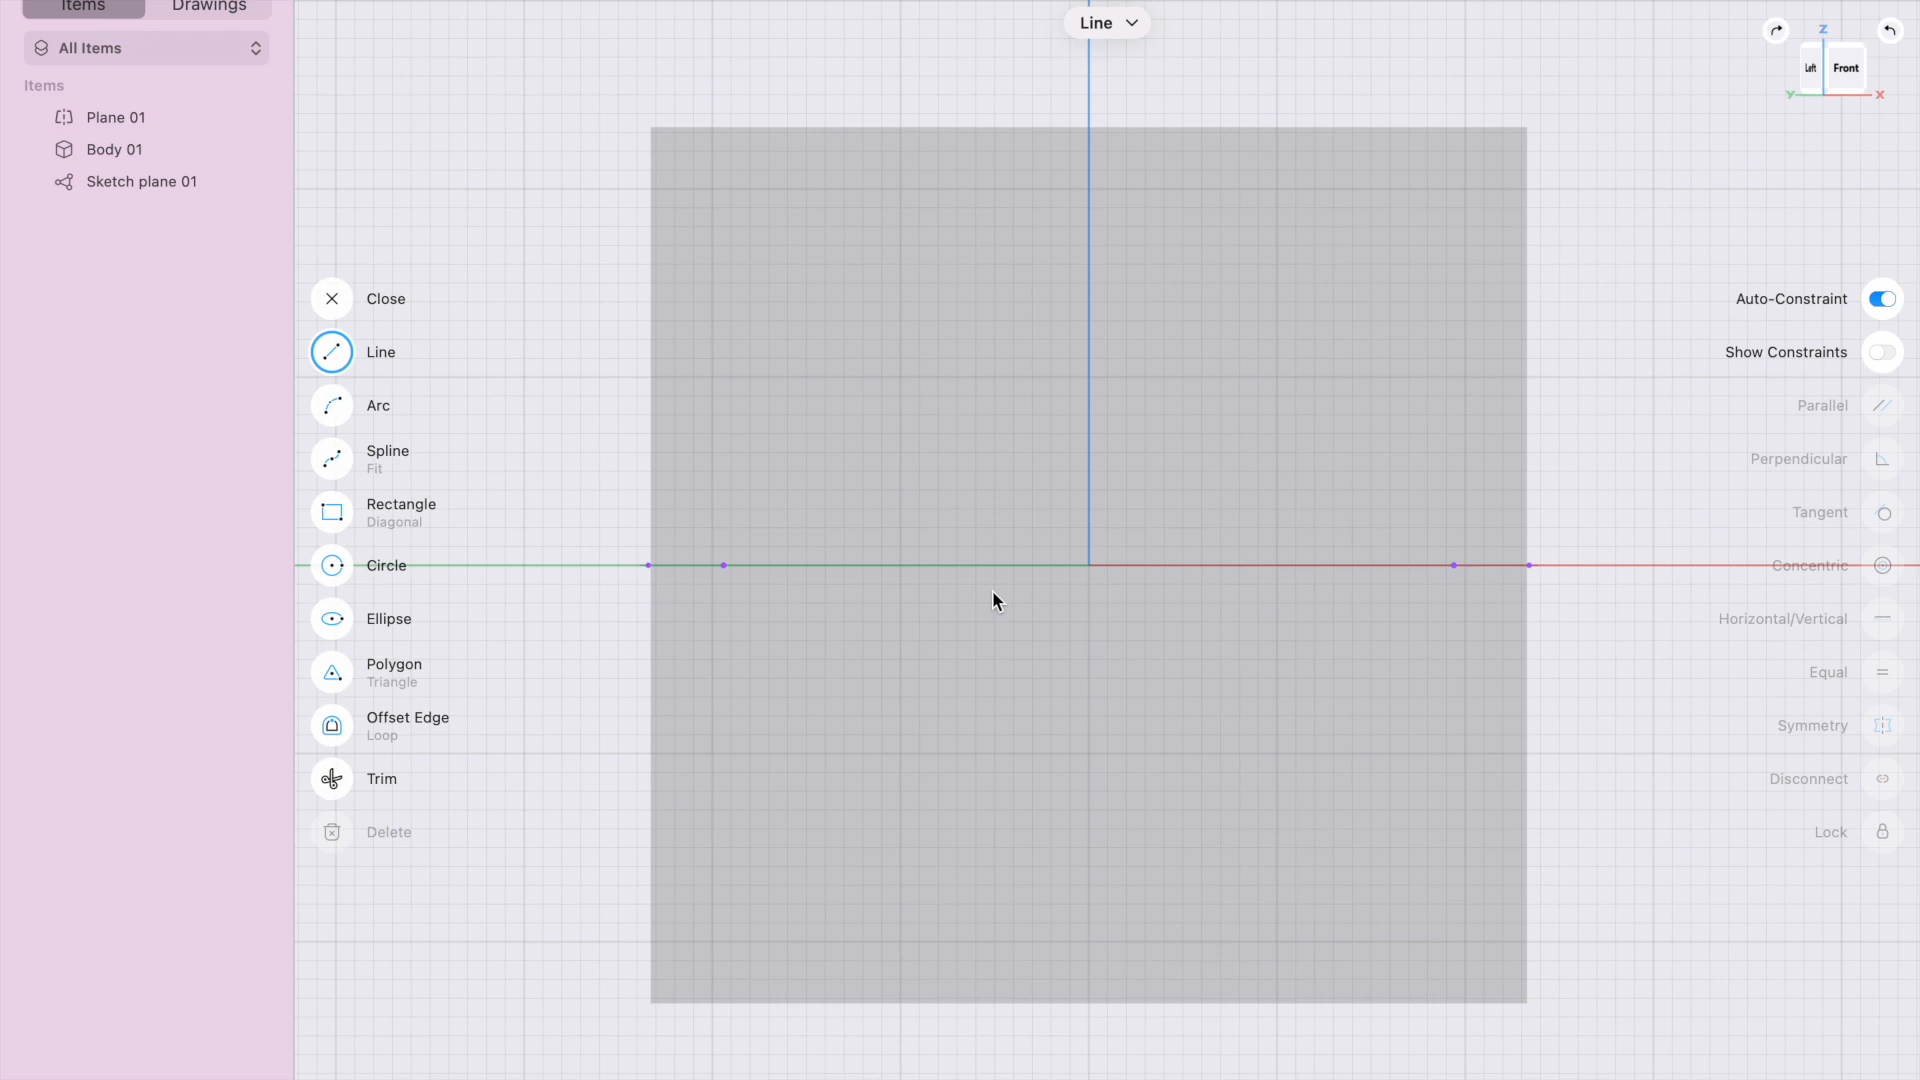 Items
Drawings
All Items
Items
Plane 01
Body 01
Sketch plane 01
Line
Close
Line
Arc
Spline
Fit
Rectangle
Diagonal
Circle
Ellipse
Polygon
Triangle
Offset Edge
Loop
Trim
Delete
Z
Left
Front
Y
X
Auto-Constraint
Show Constraints
Parallel
Perpendicular
Tangent
Concentric
Horizontal/Vertical
Equal
Symmetry
Disconnect
Lock